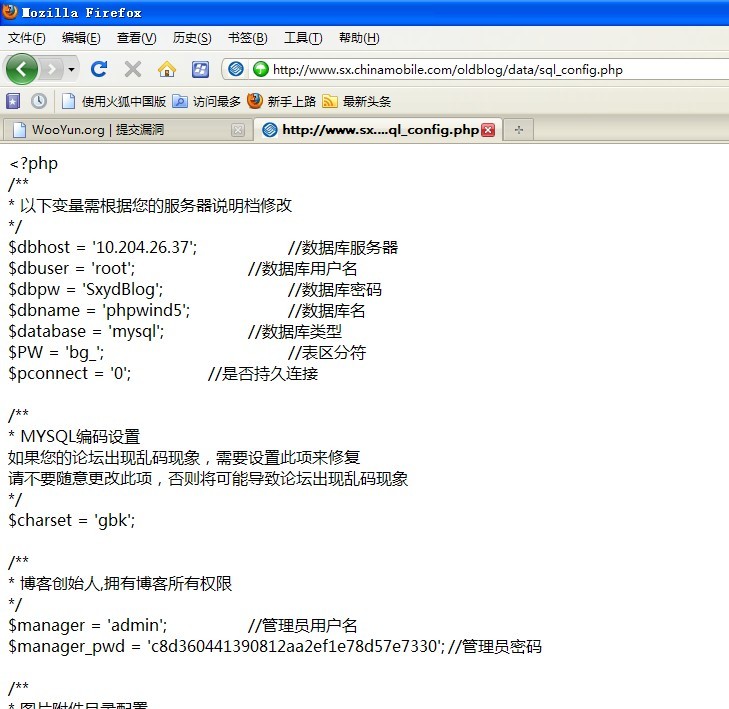 Mozilla Firefox
文件(F) 编辑(E) 查看(V) 历史(S) 书签(B) 工具(T) 帮助(H)
http://www.sx.chinamobile.com/oldblog/data/sql_config.php
使用火狐中国版 访问最多 新手上路 最新头条
WooYun.org | 提交漏洞 http://www.sx....ql_config.php
<?php
/**
* 以下变量需根据您的服务器说明档修改
*/
$dbhost = '10.204.26.37'; //数据库服务器
$dbuser = 'root'; //数据库用户名
$dbpw = 'SxydBlog'; //数据库密码
$dbname = 'phpwind5'; //数据库名
$database = 'mysql'; //数据库类型
$PW = 'bg_'; //表区分符
$pconnect = '0'; //是否持久连接
/**
* MYSQL编码设置
如果您的论坛出现乱码现象，需要设置此项来修复
请不要随意更改此项，否则将可能导致论坛出现乱码现象
*/
$charset = 'gbk';
/**
* 博客创始人,拥有博客所有权限
*/
$manager = 'admin'; //管理员用户名
$manager_pwd = 'c8d360441390812aa2ef1e78d57e7330'; //管理员密码
/**
* 图片附件目录配置